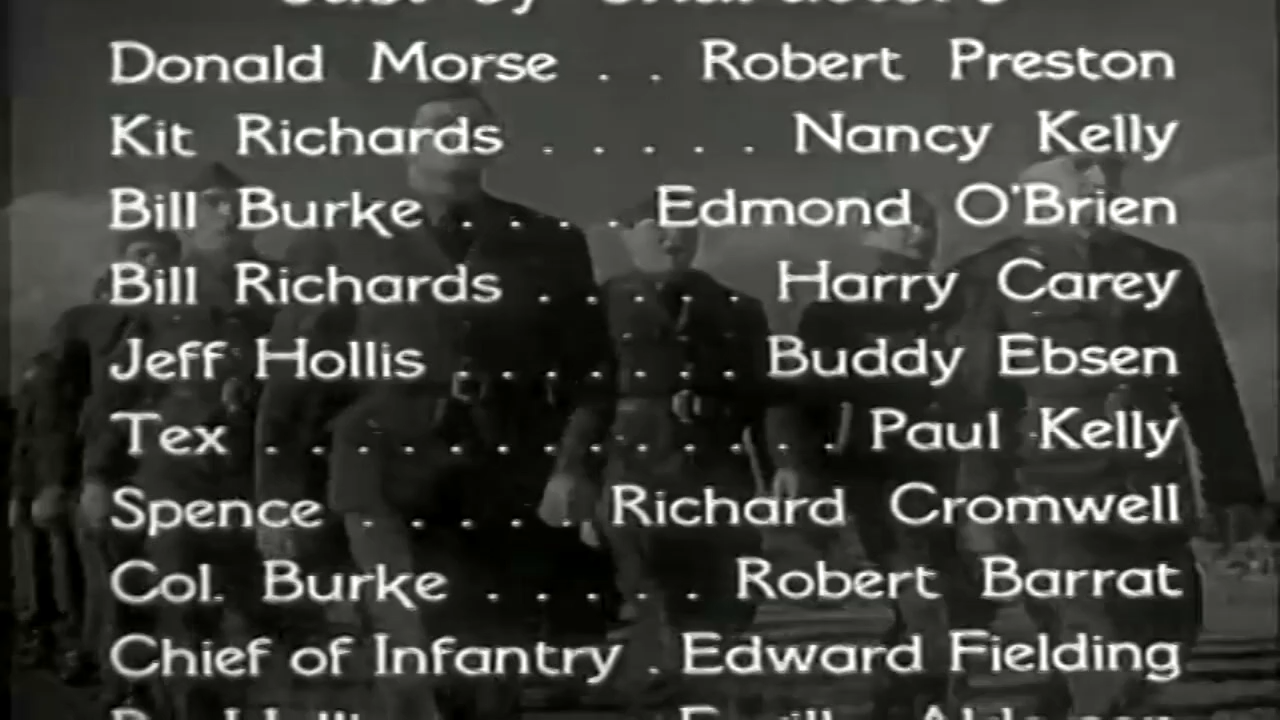 Donald Morse . . Robert Preston
Kit Richards . . . . . Nancy Kelly
Bill Burke . . . . Edmond O'Brien
Bill Richards . . . . . Harry Carey
Jeff Hollis . . . . . . . Buddy Ebsen
Tex . . . . . . . . . . . . . Paul Kelly
Spence . . . . . Richard Cromwell
Col. Burke . . . . . Robert Barrat
Chief of Infantry . Edward Fielding